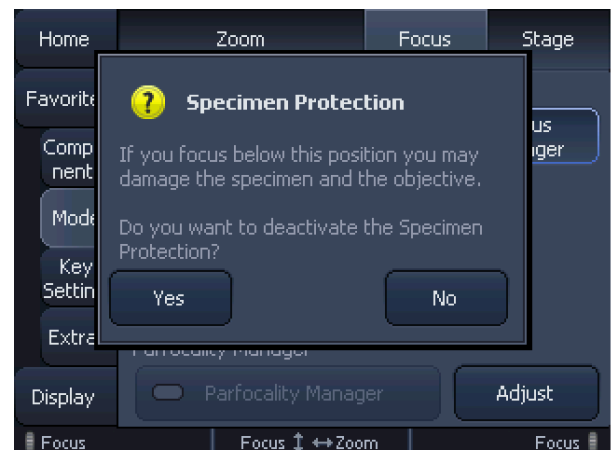 Home
Zoom
Focus
Stage
Favorite
Comp
nent
Mode
Key
Settin
Extra
Display
Specimen Protection
If you focus below this position you may
damage the specimen and the objective.
Do you want to deactivate the Specimen
Protection?
Yes
No
us
ger
Parfocality Manager
Parfocality Manager
Adjust
Focus
Focus ↕ ↔ Zoom
Focus